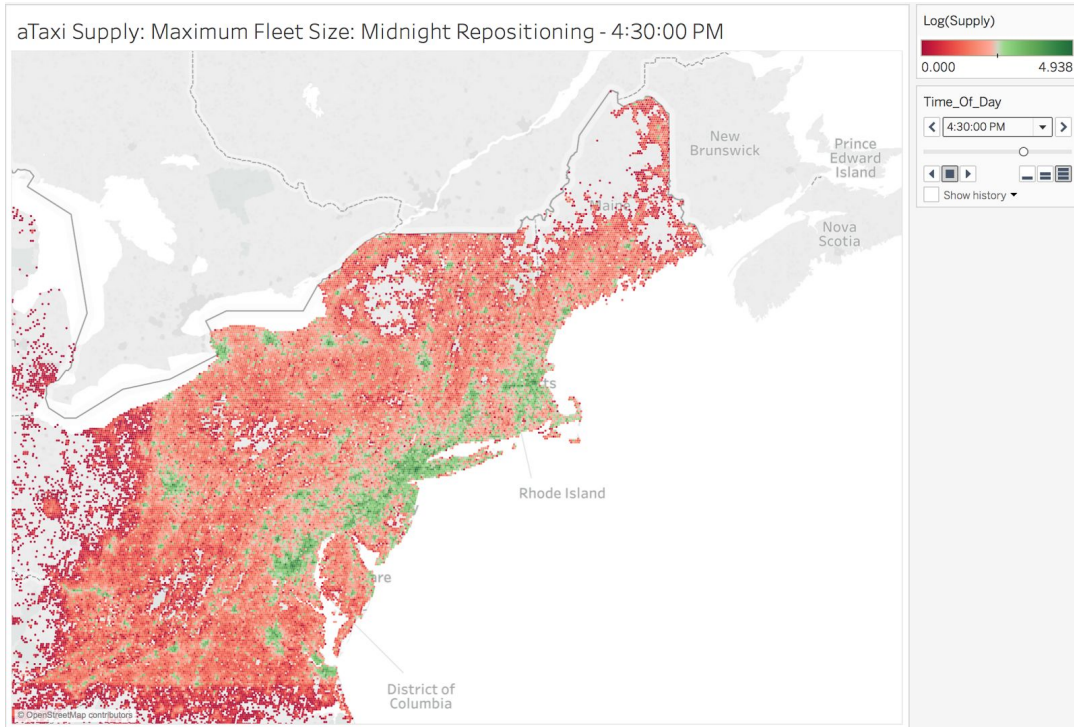 aTaxi Supply: Maximum Fleet Size: Midnight Repositioning - 4:30:00 PM
Log(Supply)
0.000 4.938
Time_Of_Day
4:30:00 PM
Show history
New
Brunswick
Prince
Edward
Island
Nova
Scotia
Rhode Island
District of
Columbia
© OpenStreetMap contributors